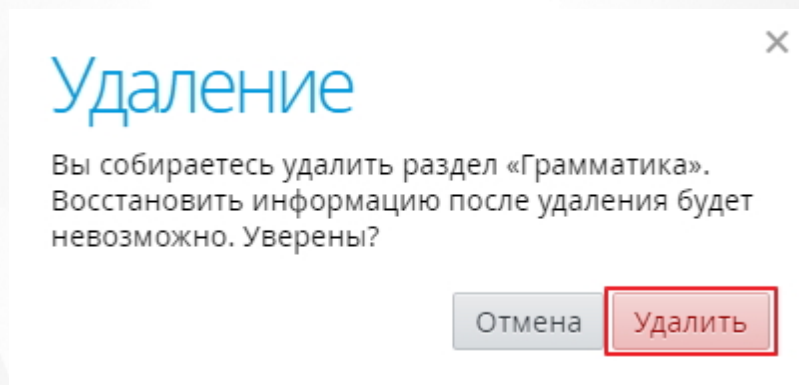 Удаление
Вы собираетесь удалить раздел «Грамматика».
Восстановить информацию после удаления будет
невозможно. Уверены?
Отмена Удалить